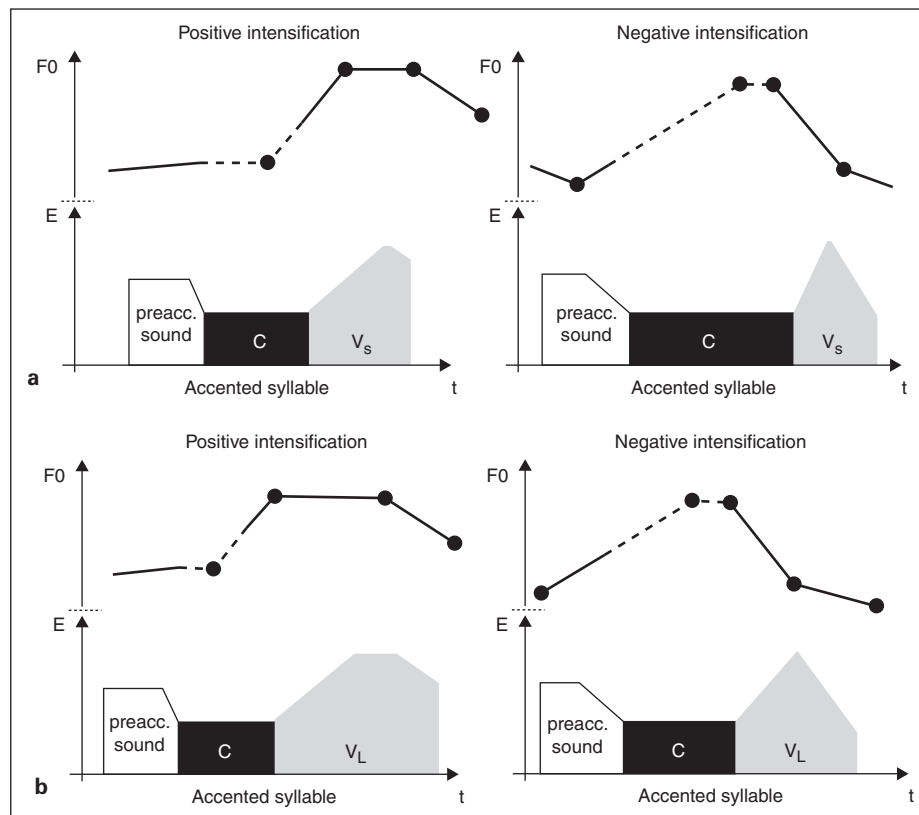 Positive intensification
Negative intensification
F0
F0
E
E
preacc.
sound
C
Vs
preacc.
sound
C
Vs
a
Accented syllable
t
Accented syllable
t
Positive intensification
Negative intensification
F0
F0
E
E
preacc.
sound
C
VL
preacc.
sound
C
VL
b
Accented syllable
t
Accented syllable
t